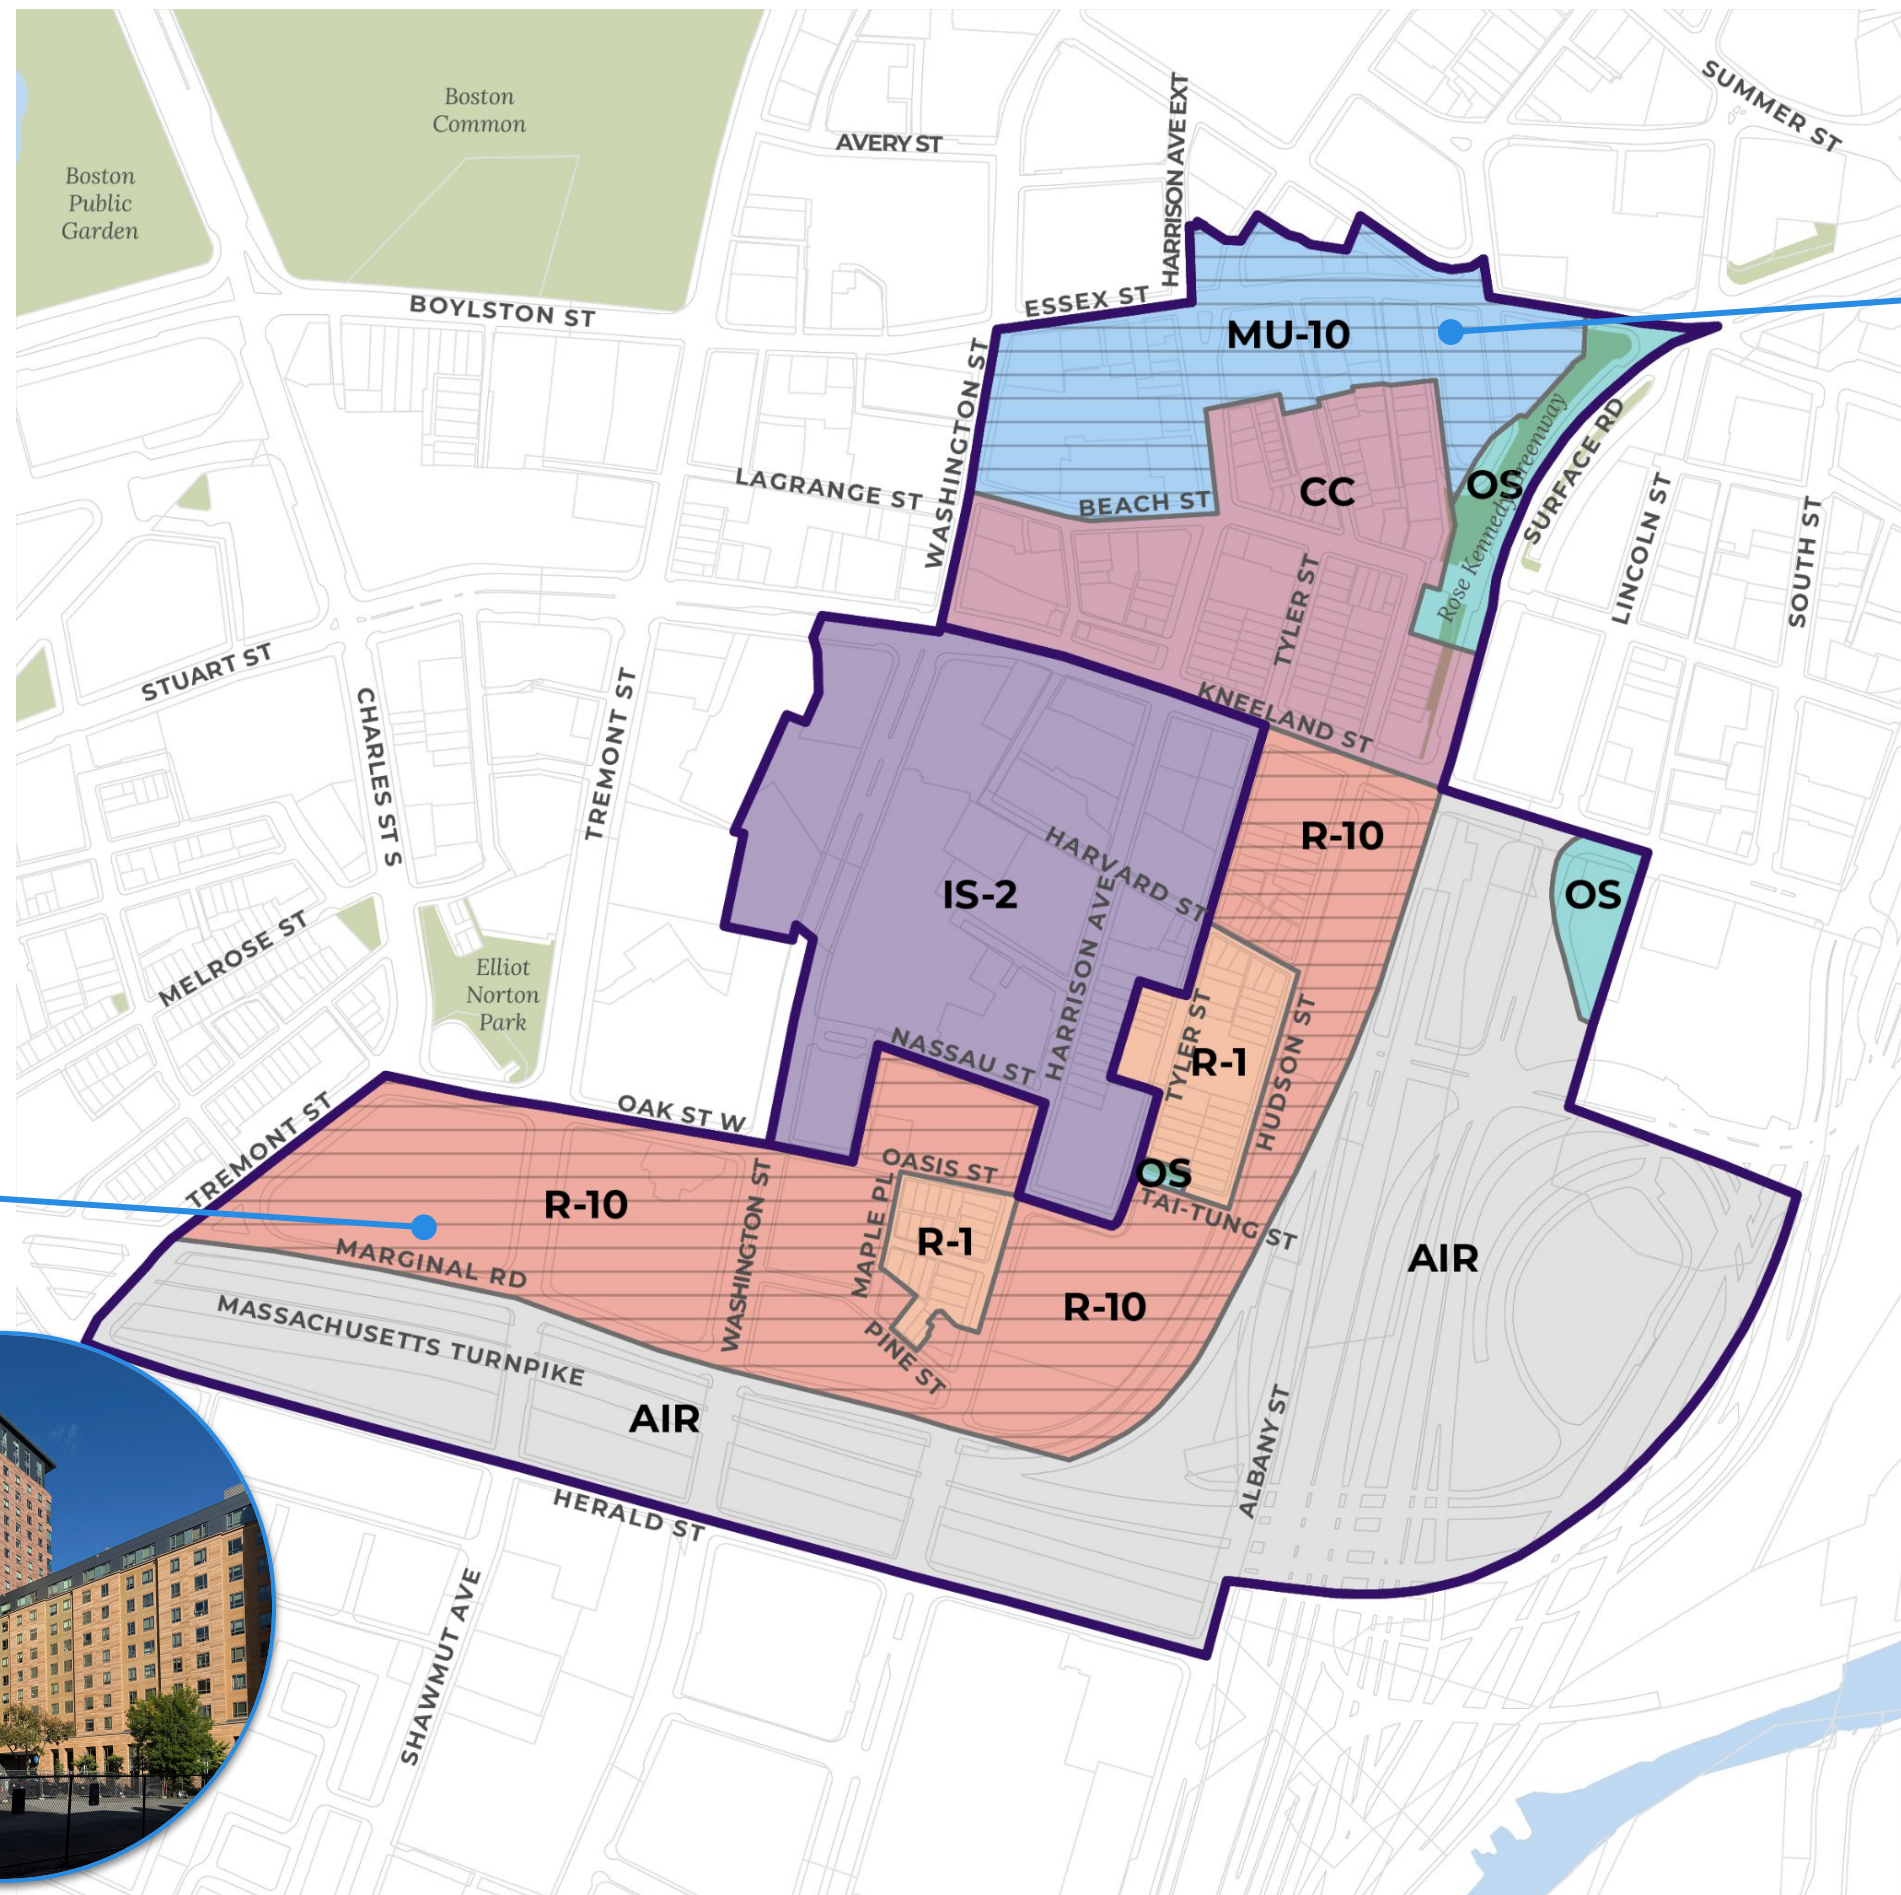 SUMMER ST
Boston
Common
AVERY ST
HARRISON AVE EXT
Boston
Public
Garden
BOYLSTON ST
ESSEX ST
MU-10
WASHINGTON ST
LAGRANGE ST
BEACH ST
CC
OS
Rose Kennedy Greenway
SURFACE RD
LINCOLN ST
SOUTH ST
TYLER ST
STUART ST
CHARLES ST S
TREMONT ST
KNEELAND ST
R-10
HARVARD ST
IS-2
OS
HARRISON AVE
MELROSE ST
Elliot
Norton
Park
NASSAU ST
TYLER ST
R-1
HUDSON ST
OAK ST W
TREMONT ST
OASIS ST
OS
TAI-TUNG ST
R-10
WASHINGTON ST
MAPLE PL
R-1
AIR
MARGINAL RD
R-10
MASSACHUSETTS TURNPIKE
PINE ST
AIR
ALBANY ST
HERALD ST
SHAWMUT AVE